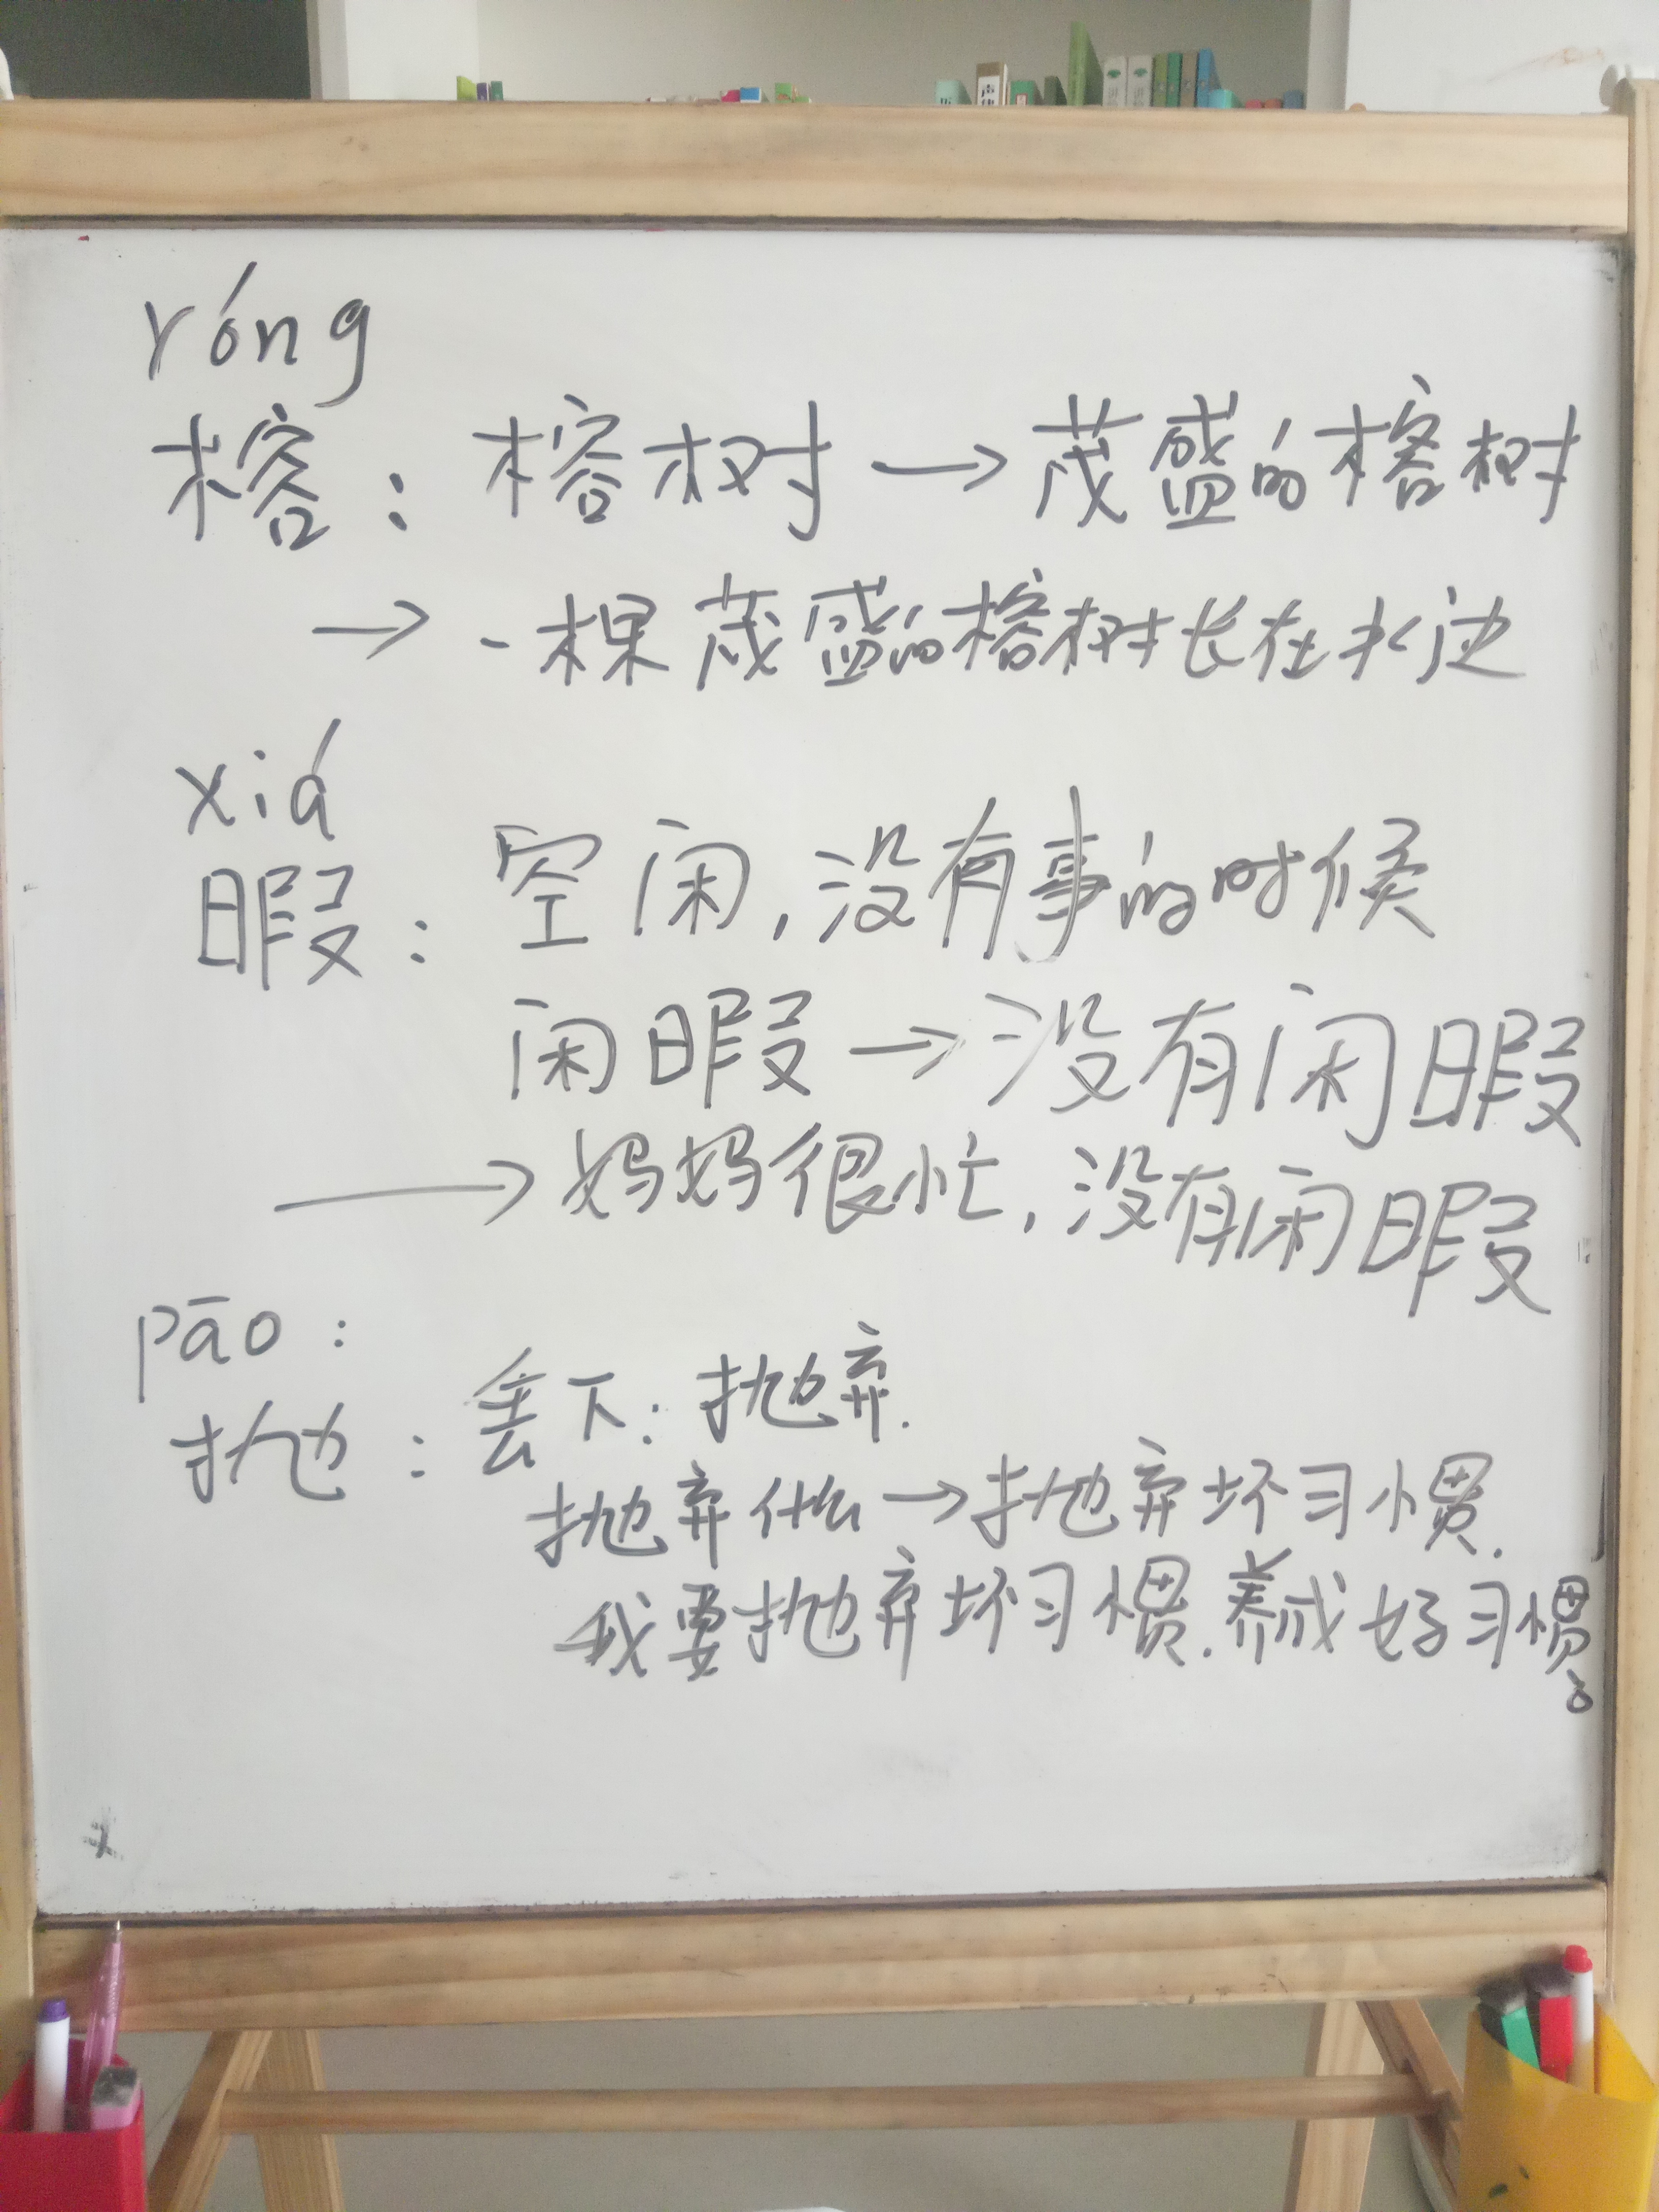 róng
榕：榕树→茂盛的榕树
→一棵茂盛的榕树长在水边
xiá
暇：空闲,没有事的时候
闲暇→没有闲暇
→妈妈很忙,没有闲暇
pāo：
抛：丢下：抛弃.
抛弃什么→抛弃坏习惯.
我要抛弃坏习惯.养成好习惯。